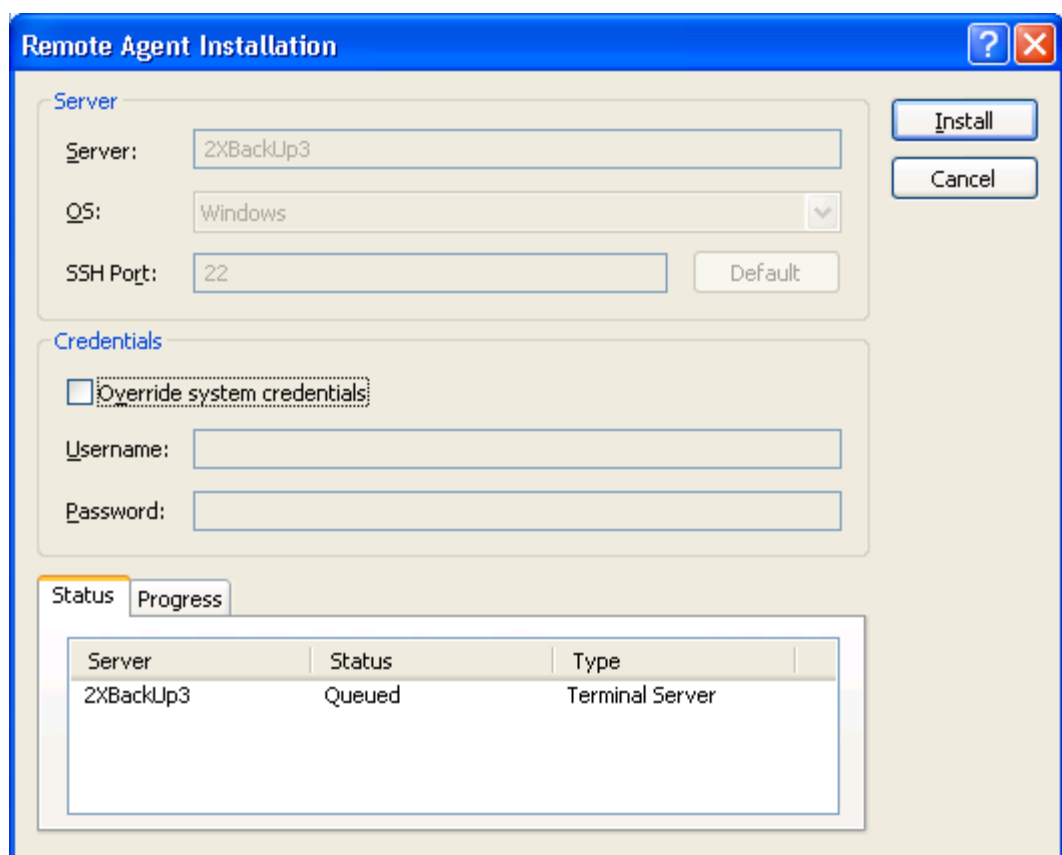 Remote Agent Installation
Server
Server: 2XBackUp3
Install
OS: Windows
Cancel
SSH Port: 22 Default
Credentials
Override system credentials
Username:
Password:
Status Progress
Server Status Type
2XBackUp3 Queued Terminal Server